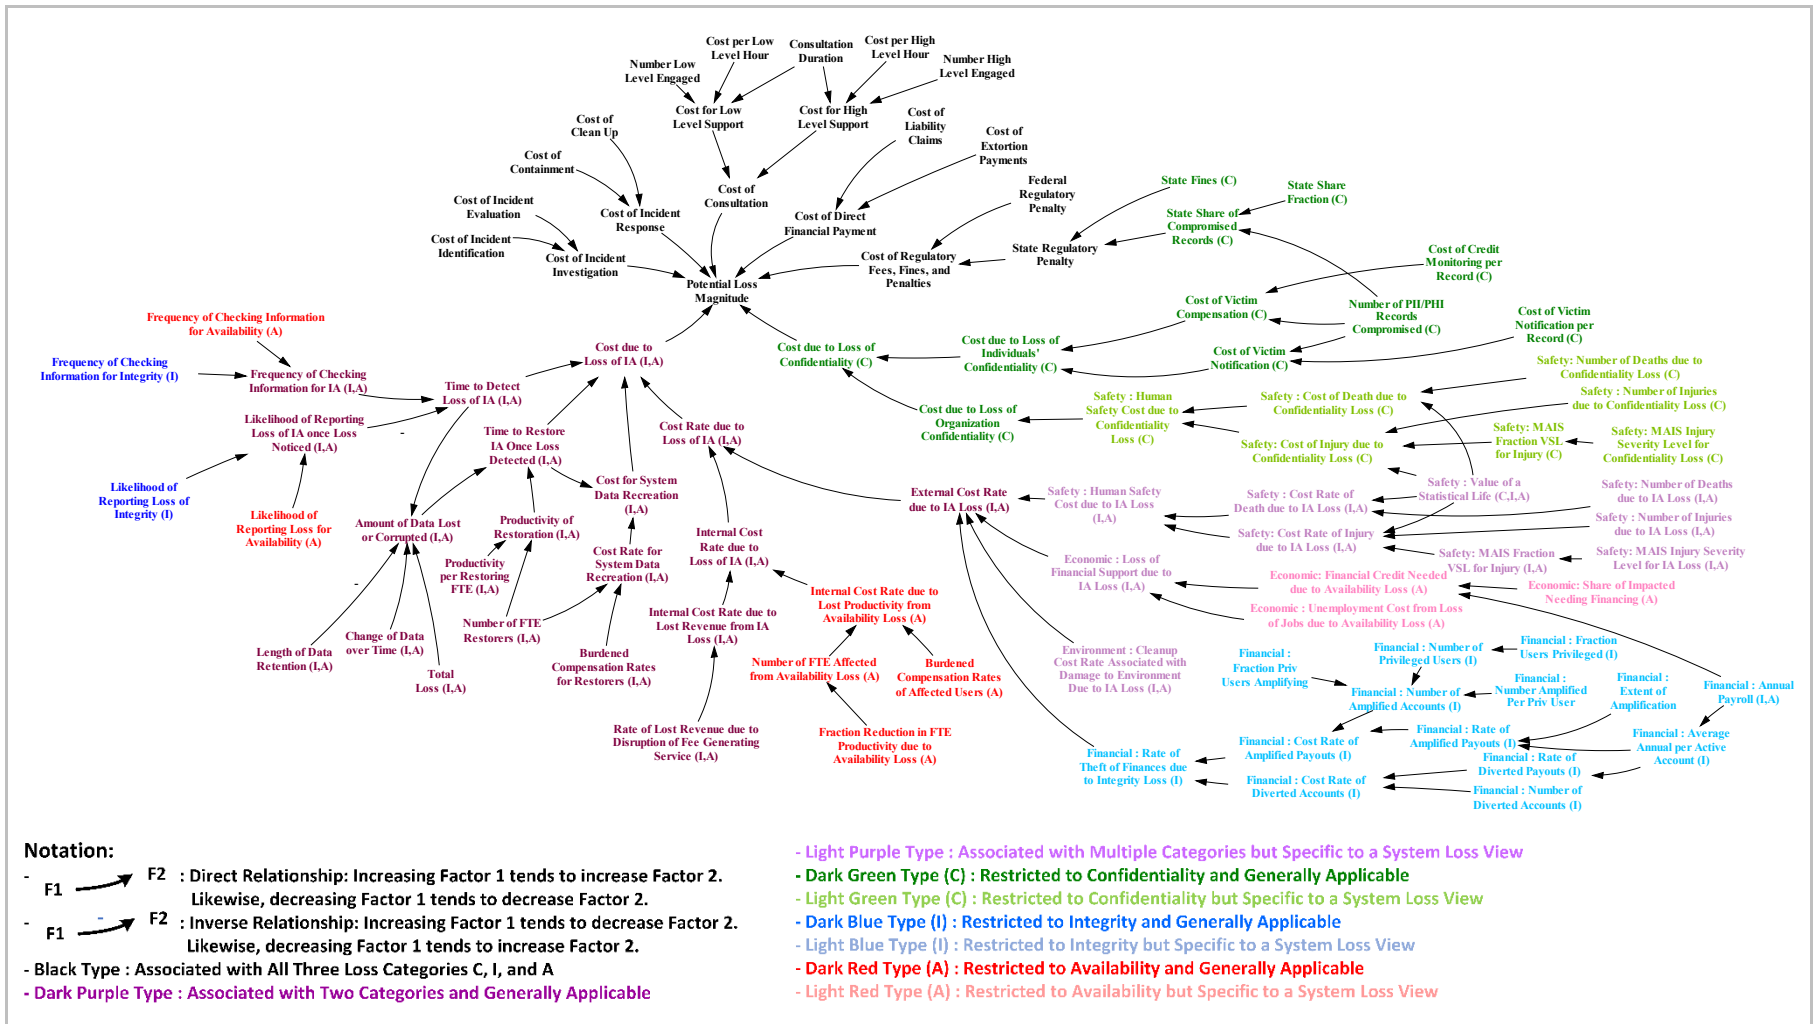 Cost per Low
Level Hour
Consultation
Duration
Cost per High
Level Hour
Number Low
Level Engaged
Number High
Level Engaged
Cost for Low
Level Support
Cost for High
Level Support
Cost of
Liability
Claims
Cost of
Clean Up
Cost of
Extortion
Payments
Cost of
Containment
Cost of
Consultation
Federal
Regulatory
Penalty
State Fines (C)
State Share
Fraction (C)
Cost of Incident
Evaluation
Cost of Incident
Response
Cost of Direct
Financial Payment
State Share of
Compromised
Records (C)
Cost of Incident
Identification
Cost of Incident
Investigation
Cost of Regulatory
Fees, Fines, and
Penalties
State Regulatory
Penalty
Cost of Credit
Monitoring per
Record (C)
Potential Loss
Magnitude
Cost of Victim
Compensation (C)
Number of PII/PHI
Records
Compromised (C)
Cost of Victim
Notification per
Record (C)
Frequency of Checking Information
for Availability (A)
Frequency of Checking
Information for Integrity (I)
Frequency of Checking
Information for IA (I,A)
Cost due to
Loss of IA (I,A)
Cost due to Loss of
Confidentiality (C)
Cost due to Loss of
Individuals'
Confidentiality (C)
Cost of Victim
Notification (C)
Safety: Number of Deaths due to
Confidentiality Loss (C)
Time to Detect
Loss of IA (I,A)
Safety : Number of Injuries
due to Confidentiality Loss (C)
Likelihood of Reporting
Loss of IA once Loss
Noticed (I,A)
-
Time to Restore
IA Once Loss
Detected (I,A)
Cost Rate due to
Loss of IA (I,A)
Cost due to Loss of
Organization
Confidentiality (C)
Safety : Human
Safety Cost due to
Confidentiality
Loss (C)
Safety : Cost of Death due to
Confidentiality Loss (C)
Safety: Cost of Injury due to
Confidentiality Loss (C)
Safety: MAIS
Fraction VSL
for Injury (C)
Safety: MAIS Injury
Severity Level for
Confidentiality Loss (C)
Likelihood of
Reporting Loss of
Integrity (I)
Likelihood of
Reporting Loss for
Availability (A)
Amount of Data Lost
or Corrupted (I,A)
Productivity of
Restoration (I,A)
Cost for System
Data Recreation
(I,A)
External Cost Rate
due to IA Loss (I,A)
Safety : Human Safety
Cost due to IA Loss
(I,A)
Safety : Cost Rate of
Death due to IA Loss (I,A)
Safety : Value of a
Statistical Life (C,I,A)
Safety: Number of Deaths
due to IA Loss (I,A)
Safety: Cost Rate of Injury
due to IA Loss (I,A)
Safety : Number of Injuries
due to IA Loss (I,A)
Internal Cost
Rate due to
Loss of IA (I,A)
Productivity
per Restoring
FTE (I,A)
Cost Rate for
System Data
Recreation (I,A)
Economic : Loss of
Financial Support due to
IA Loss (I,A)
Safety: MAIS Fraction
VSL for Injury (I,A)
Safety: MAIS Injury Severity
Level for IA Loss (I,A)
-
Economic: Financial Credit Needed
due to Availability Loss (A)
Economic: Share of Impacted
Needing Financing (A)
Economic : Unemployment Cost from Loss
of Jobs due to Availability Loss (A)
Internal Cost Rate due to
Lost Productivity from
Availability Loss (A)
Internal Cost Rate due to
Lost Revenue from IA
Loss (I,A)
Number of FTE
Restorers (I,A)
Length of Data
Retention (I,A)
Change of Data
over Time (I,A)
Total
Loss (I,A)
Burdened
Compensation Rates
for Restorers (I,A)
Number of FTE Affected
from Availability Loss (A)
Burdened
Compensation Rates
of Affected Users (A)
Environment : Cleanup
Cost Rate Associated with
Damage to Environment
Due to IA Loss (I,A)
Financial :
Fraction Priv
Users Amplifying
Financial : Number of
Privileged Users (I)
Financial : Fraction
Users Privileged (I)
Financial : Number of
Amplified Accounts (I)
Financial :
Number Amplified
Per Priv User
Financial :
Extent of
Amplification
Financial : Annual
Payroll (I,A)
Rate of Lost Revenue due to
Disruption of Fee Generating
Service (I,A)
Fraction Reduction in FTE
Productivity due to
Availability Loss (A)
Financial : Rate of
Theft of Finances due
to Integrity Loss (I)
Financial : Cost Rate of
Amplified Payouts (I)
Financial : Rate of
Amplified Payouts (I)
Financial : Average
Annual per Active
Account (I)
Financial : Cost Rate of
Diverted Accounts (I)
Financial : Rate of
Diverted Payouts (I)
Financial : Number of
Diverted Accounts (I)
Notation:
- F1 F2 : Direct Relationship: Increasing Factor 1 tends to increase Factor 2.
Likewise, decreasing Factor 1 tends to decrease Factor 2.
- F1 - F2 : Inverse Relationship: Increasing Factor 1 tends to decrease Factor 2.
Likewise, decreasing Factor 1 tends to increase Factor 2.
- Black Type : Associated with All Three Loss Categories C, I, and A
- Dark Purple Type : Associated with Two Categories and Generally Applicable
- Light Purple Type : Associated with Multiple Categories but Specific to a System Loss View
- Dark Green Type (C) : Restricted to Confidentiality and Generally Applicable
- Light Green Type (C) : Restricted to Confidentiality but Specific to a System Loss View
- Dark Blue Type (I) : Restricted to Integrity and Generally Applicable
- Light Blue Type (I) : Restricted to Integrity but Specific to a System Loss View
- Dark Red Type (A) : Restricted to Availability and Generally Applicable
- Light Red Type (A) : Restricted to Availability but Specific to a System Loss View